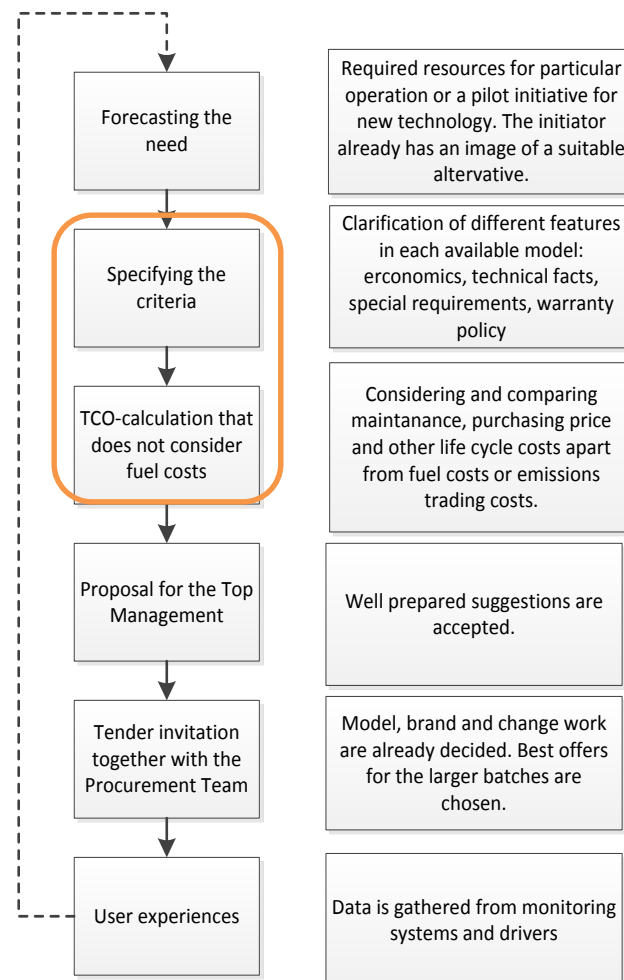 Forecasting the
need
Required resources for particular
operation or a pilot initiative for
new technology. The initiator
already has an image of a suitable
altervative.
Specifying the
criteria
Clarification of different features
in each available model:
erconomics, technical facts,
special requirements, warranty
policy
TCO-calculation that
does not consider
fuel costs
Considering and comparing
maintanance, purchasing price
and other life cycle costs apart
from fuel costs or emissions
trading costs.
Proposal for the Top
Management
Well prepared suggestions are
accepted.
Tender invitation
together with the
Procurement Team
Model, brand and change work
are already decided. Best offers
for the larger batches are
chosen.
User experiences
Data is gathered from monitoring
systems and drivers